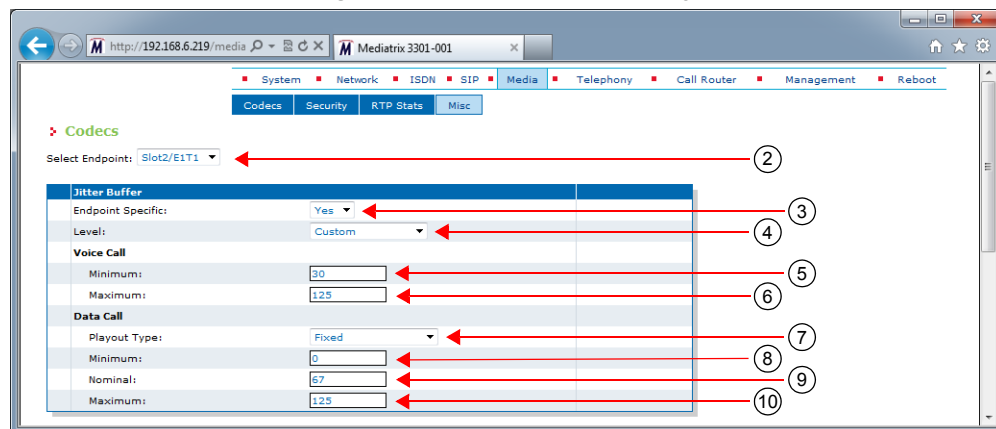 http://192.168.6.219/media
Mediatrix 3301-001
System Network ISDN SIP Media Telephony Call Router Management Reboot
Codecs Security RTP Stats Misc
Codecs
Select Endpoint: Slot2/E1T1 2
Jitter Buffer
Endpoint Specific: Yes 3
Level: Custom 4
Voice Call
Minimum: 30 5
Maximum: 125 6
Data Call
Playout Type: Fixed 7
Minimum: 0 8
Nominal: 67 9
Maximum: 125 10